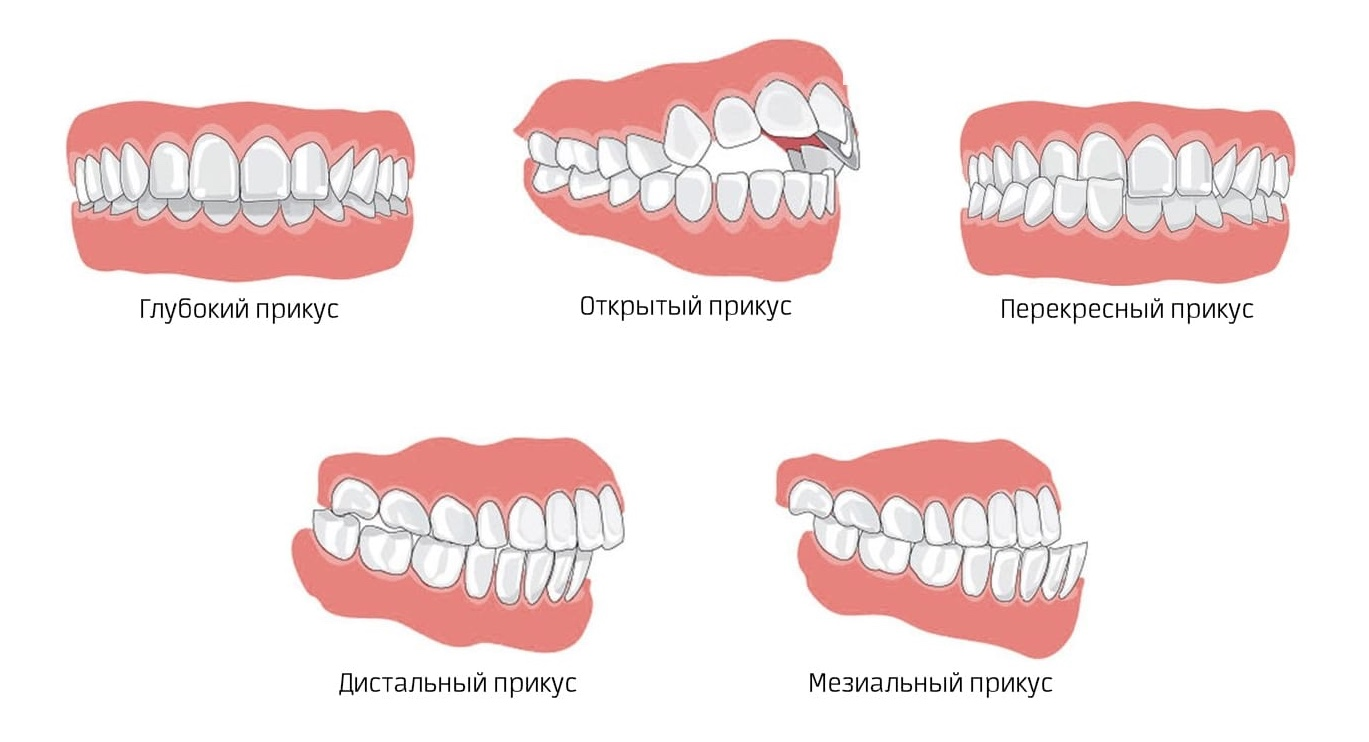 Глубокий прикус
Открытый прикус
Перекресный прикус
Дистальный прикус
Мезиальный прикус